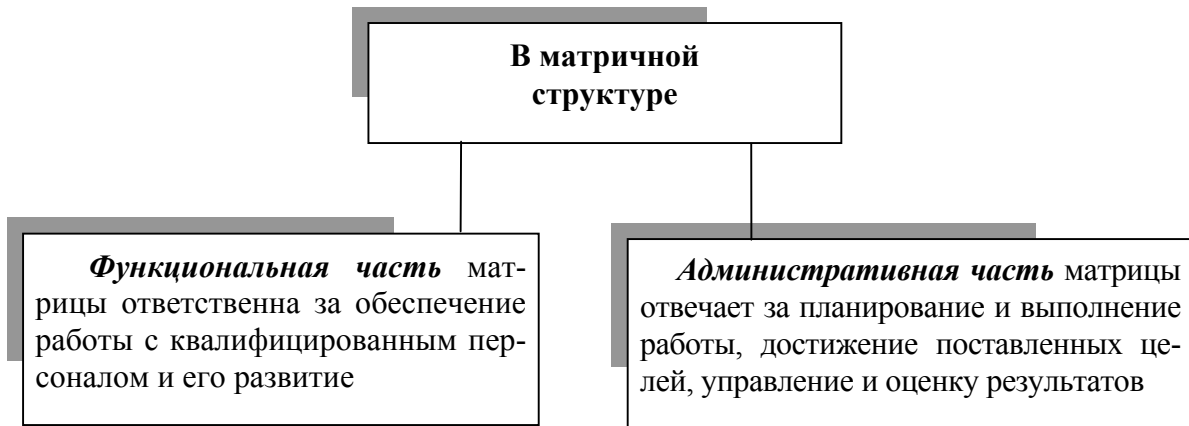 В матричной
структуре
Функциональная часть мат-
рицы ответственна за обеспечение
работы с квалифицированным пер-
соналом и его развитие
Административная часть матрицы
отвечает за планирование и выполнение
работы, достижение поставленных це-
лей, управление и оценку результатов